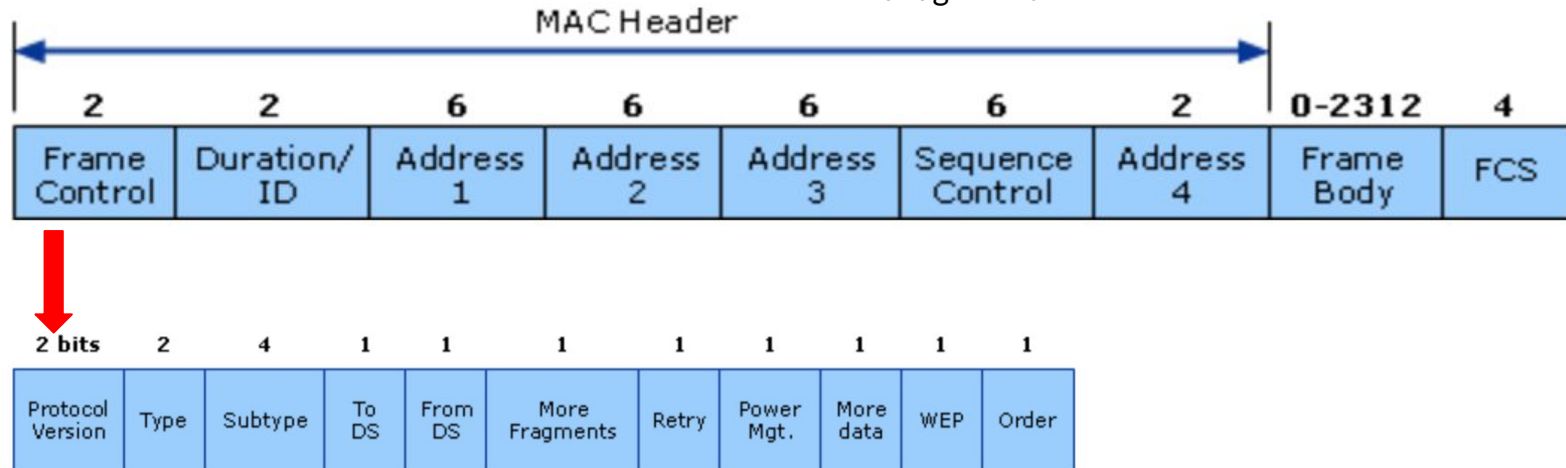 MAC Header
2 2 6 6 6 6 2 0-2312 4
Frame Control Duration/ID Address 1 Address 2 Address 3 Sequence Control Address 4 Frame Body FCS
2 bits 2 4 1 1 1 1 1 1 1 1
Protocol Version Type Subtype To DS From DS More Fragments Retry Power Mgt. More data WEP Order